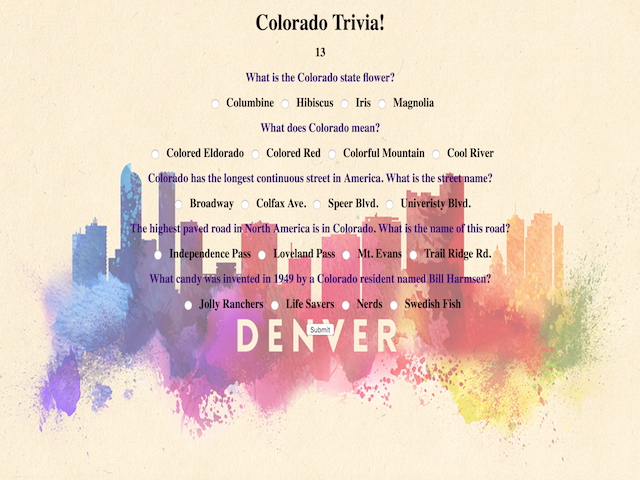 Colorado Trivia!
13
What is the Colorado state flower?
Columbine Hibiscus Iris Magnolia
What does Colorado mean?
Colored Eldorado Colored Red Colorful Mountain Cool River
Colorado has the longest continuous street in America. What is the street name?
Broadway Colfax Ave. Speer Blvd. Univeristy Blvd.
The highest paved road in North America is in Colorado. What is the name of this road?
Independence Pass Loveland Pass Mt. Evans Trail Ridge Rd.
What candy was invented in 1949 by a Colorado resident named Bill Harmsen?
Jolly Ranchers Life Savers Nerds Swedish Fish
Submit
DENVER